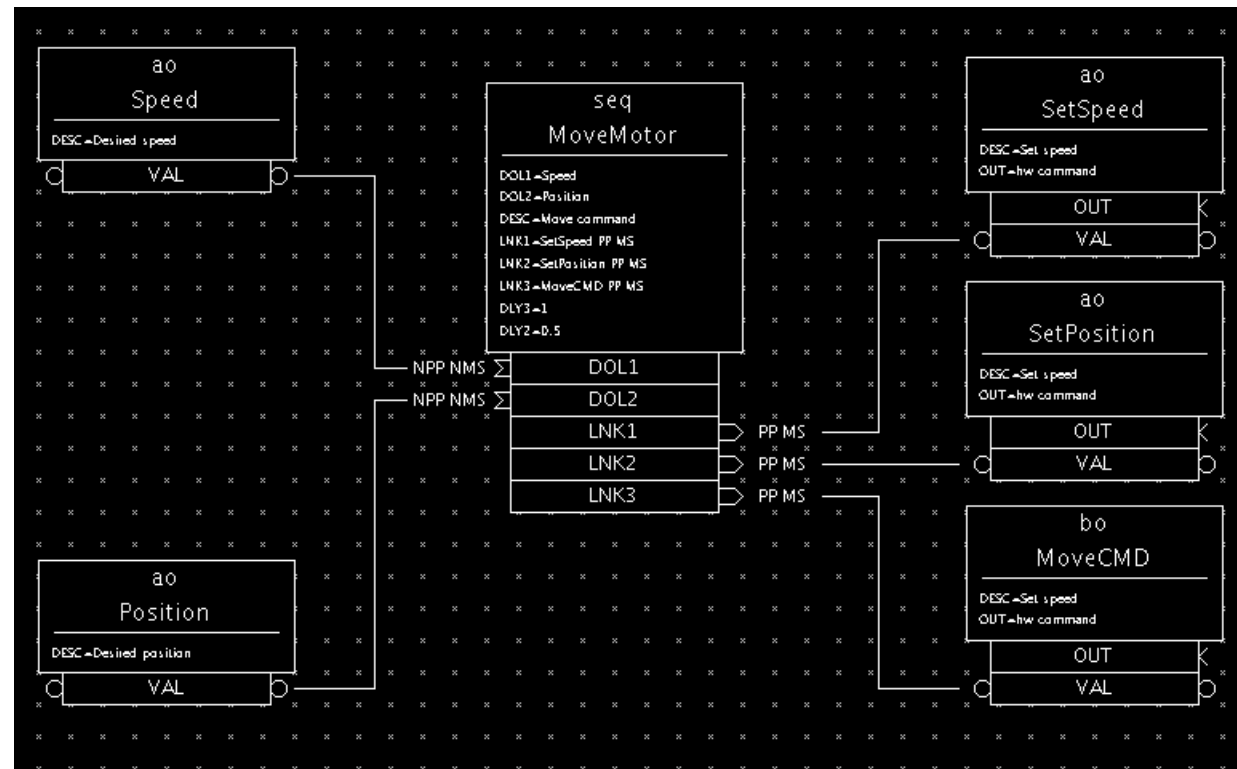 ao
Speed
DESC=Desired speed
VAL
seq
MoveMotor
DOL1=Speed
DOL2=Position
DESC=Move command
LNK1=SetSpeed PP MS
LNK2=SetPosition PP MS
LNK3=MoveCMD PP MS
DLY3=1
DLY2=0.5
NPP NMS
DOL1
NPP NMS
DOL2
LNK1
PP MS
LNK2
PP MS
LNK3
PP MS
ao
Position
DESC=Desired position
VAL
ao
SetSpeed
DESC=Set speed
OUT=hw command
OUT
VAL
ao
SetPosition
DESC=Set speed
OUT=hw command
OUT
VAL
bo
MoveCMD
DESC=Set speed
OUT=hw command
OUT
VAL